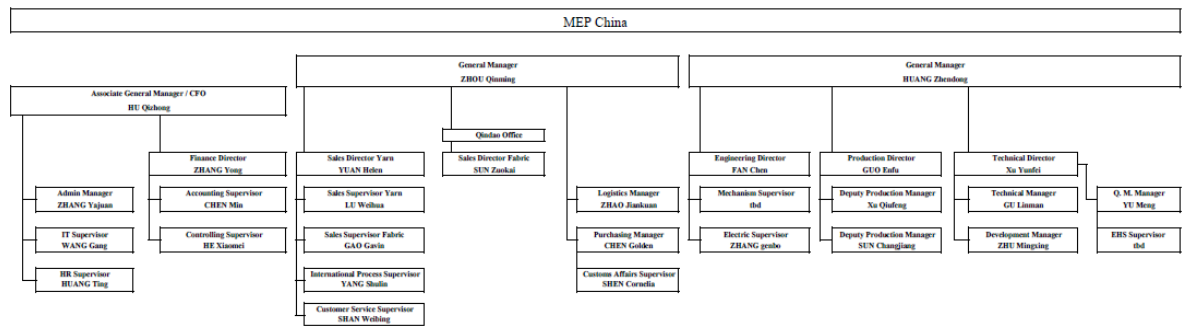 MEP China
General Manager
ZHOU Qinming
General Manager
HUANG Zhendong
Associate General Manager / CFO
HU Qizhong
Qindao Office
Finance Director
ZHANG Yong
Sales Director Yarn
YUAN Helen
Sales Director Fabric
SUN Zuokai
Engineering Director
FAN Chen
Production Director
GUO Enfu
Technical Director
Xu Yunfei
Admin Manager
ZHANG Yajuan
Accounting Supervisor
CHEN Min
Sales Supervisor Yarn
LU Weihua
Logistics Manager
ZHAO Jiankuan
Mechanism Supervisor
tbd
Deputy Production Manager
Xu Qiufeng
Technical Manager
GU Linman
Q. M. Manager
YU Meng
IT Supervisor
WANG Gang
Controlling Supervisor
HE Xiaomei
Sales Supervisor Fabric
GAO Gavin
Purchasing Manager
CHEN Golden
Electric Supervisor
ZHANG genbo
Deputy Production Manager
SUN Changjiang
Development Manager
ZHU Mingxing
EHS Supervisor
tbd
HR Supervisor
HUANG Ting
International Process Supervisor
YANG Shulin
Customs Affairs Supervisor
SHEN Cornelia
Customer Service Supervisor
SHAN Weibing